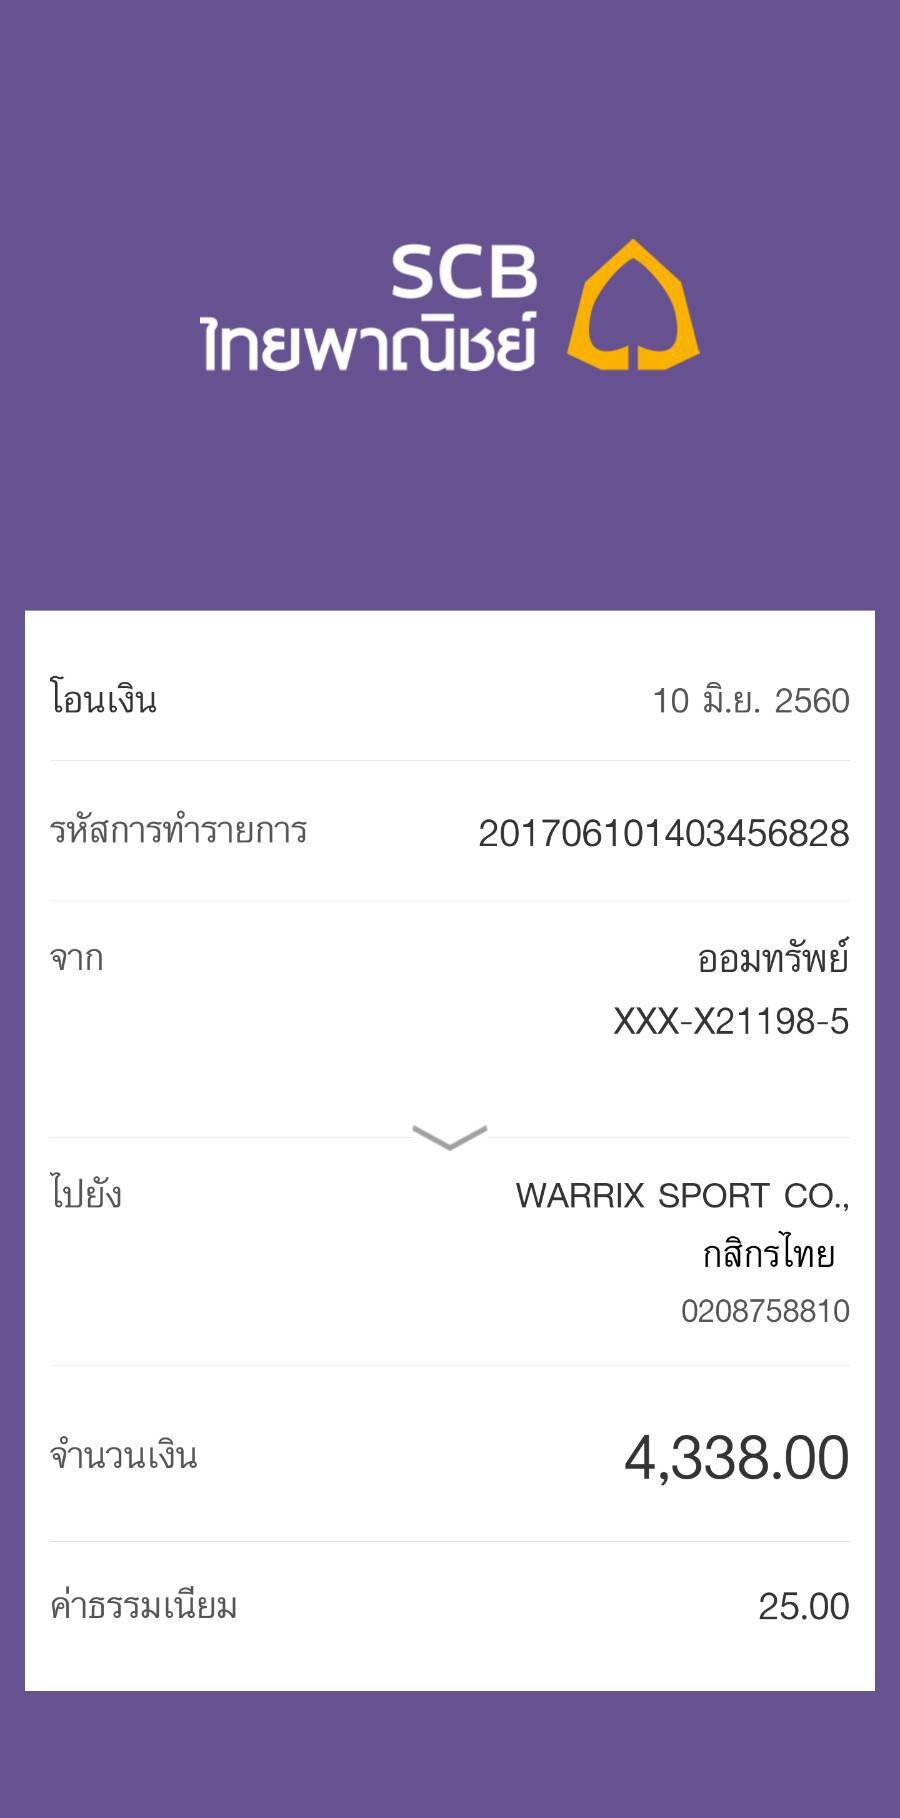 SCB
ไทยพาณิชย์
โอนเงิน 10 มิ.ย. 2560
รหัสการทำรายการ 201706101403456828
จาก ออมทรัพย์
XXX-X21198-5
ไปยัง WARRIX SPORT CO.,
กสิกรไทย
0208758810
จำนวนเงิน 4,338.00
ค่าธรรมเนียม 25.00